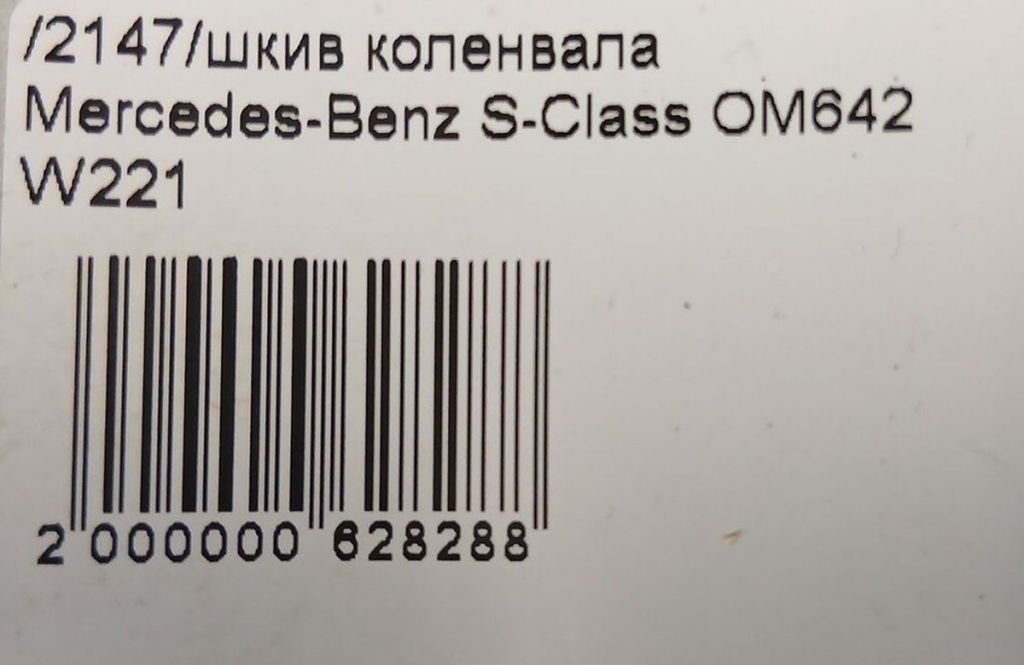 /2147/шкив коленвала
Mercedes-Benz S-Class OM642
W221
2 000000 628288